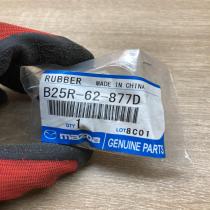 RUBBER MADE IN CHINA
B25R-62-877D
QTY 1 LOT 8C01
mazda GENUINE PARTS